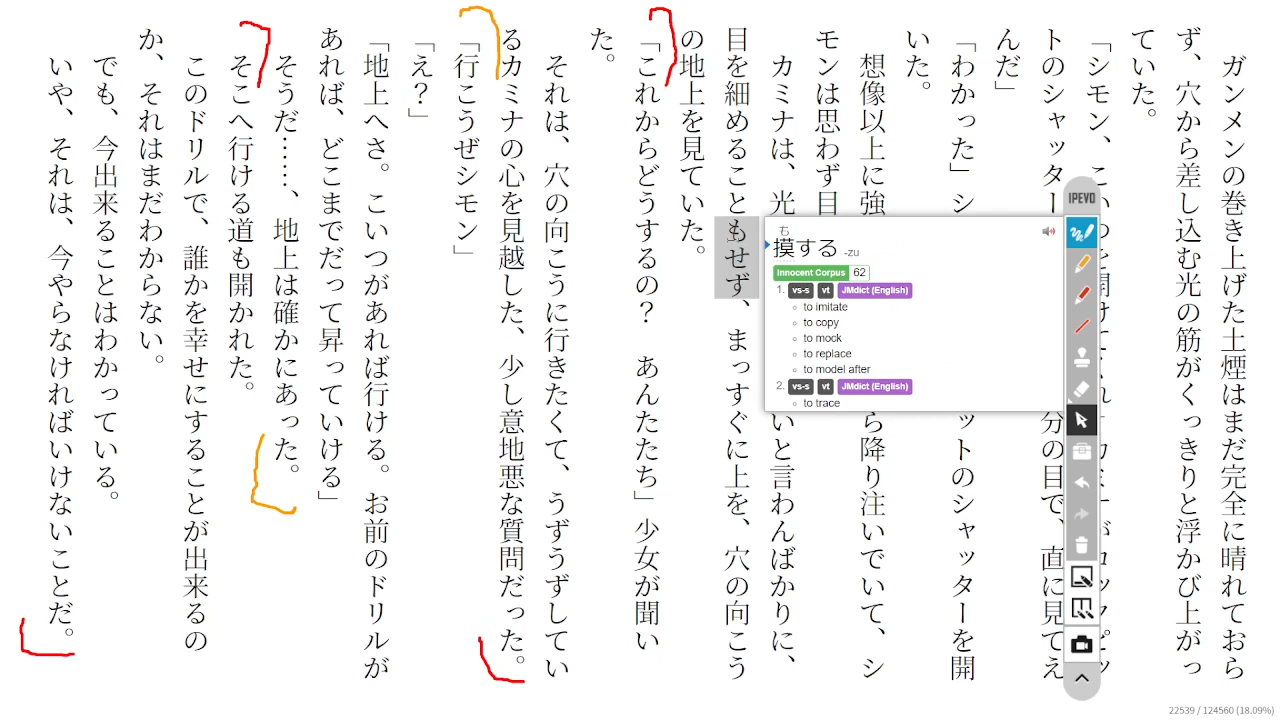 ガンメンの巻き上げた土煙はまだ完全に晴れておら
ず、穴から差し込む光の筋がくっきりと浮かび上がっ
ていた。
「シモン、
トのシャッター 分の目で、直に見てえ
んだ」
「わかった」シ ットのシャッターを開
いた。
想像以上に強 ら降り注いでいて、シ
モンは思わず目
カミナは、光 いと言わんばかりに、
目を細めることもせず、まっすぐに上を、穴の向こう
の地上を見ていた。
「これからどうするの？　あんたたち」少女が聞い
た。
それは、穴の向こうに行きたくて、うずうずしてい
るカミナの心を見越した、少し意地悪な質問だった。
「行こうぜシモン」
「え？」
「地上へさ。こいつがあれば行ける。お前のドリルが
あれば、どこまでだって昇っていける」
そうだ……、地上は確かにあった。
そこへ行ける道も開かれた。
このドリルで、誰かを幸せにすることが出来るの
か、それはまだわからない。
でも、今出来ることはわかっている。
いや、それは、今やらなければいけないことだ。
も
摸する -zu
Innocent Corpus 62
1. vs-s vt JMdict (English)
to imitate
to copy
to mock
to replace
to model after
2. vs-s vt JMdict (English)
to trace
IPEVO
22539 / 124560 (18.09%)